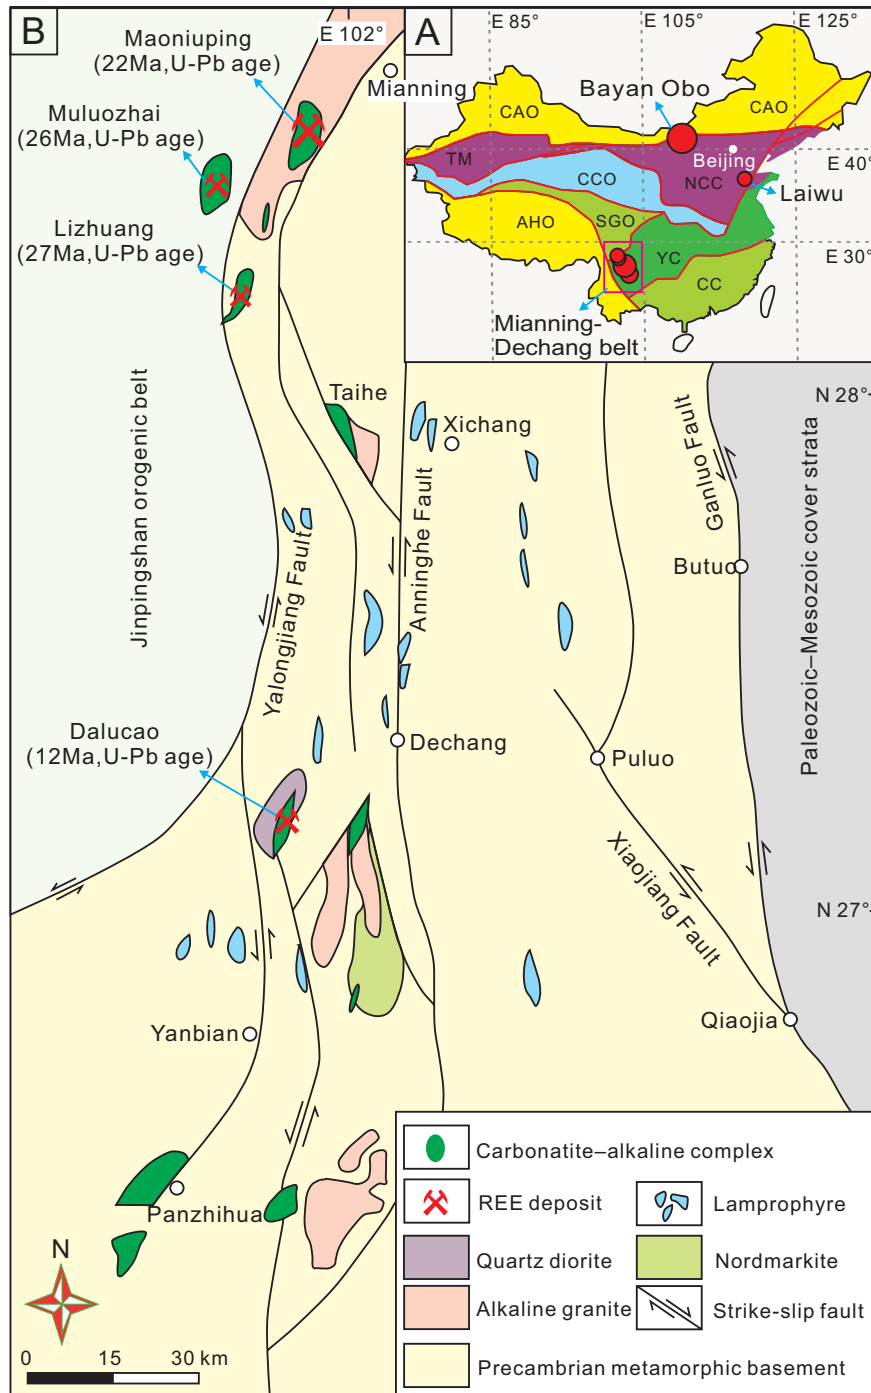 B
Maoniuping
(22Ma,U-Pb age)
E 102°
Mianning
Muluozhai
(26Ma,U-Pb age)
Lizhuang
(27Ma,U-Pb age)
A
E 85°
E 105°
E 125°
Bayan Obo
CAO
CAO
TM
Beijing
E 40°
CCO
NCC
Laiwu
AHO
SGO
YC
E 30°
CC
Mianning-
Dechang belt
Jinpingshan orogenic belt
Taihe
Xichang
N 28°
Ganluo Fault
Paleozoic–Mesozoic cover strata
Yalongjiang Fault
Anninghe Fault
Butuo
Dalucao
(12Ma,U-Pb age)
Dechang
Puluo
Xiaojiang Fault
N 27°
Yanbian
Qiaojia
Panzhihua
N
0 15 30 km
Carbonatite–alkaline complex
REE deposit
Lamprophyre
Quartz diorite
Nordmarkite
Alkaline granite
Strike-slip fault
Precambrian metamorphic basement